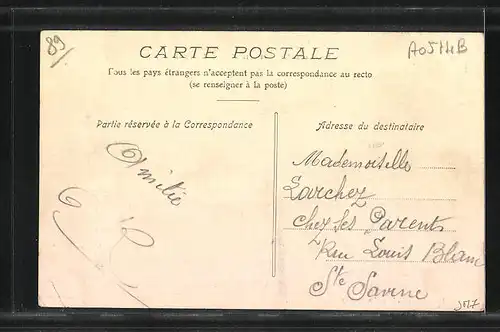 89
A0514B
CARTE POSTALE
Tous les pays étrangers n'acceptent pas la correspondance au recto
(se renseigner à la poste)
Partie réservée à la Correspondance
Adresse du destinataire
Amitié
Mademoiselle
Larchez
Chez Ses Parents
Rue Louis Blanc
Ste Savine